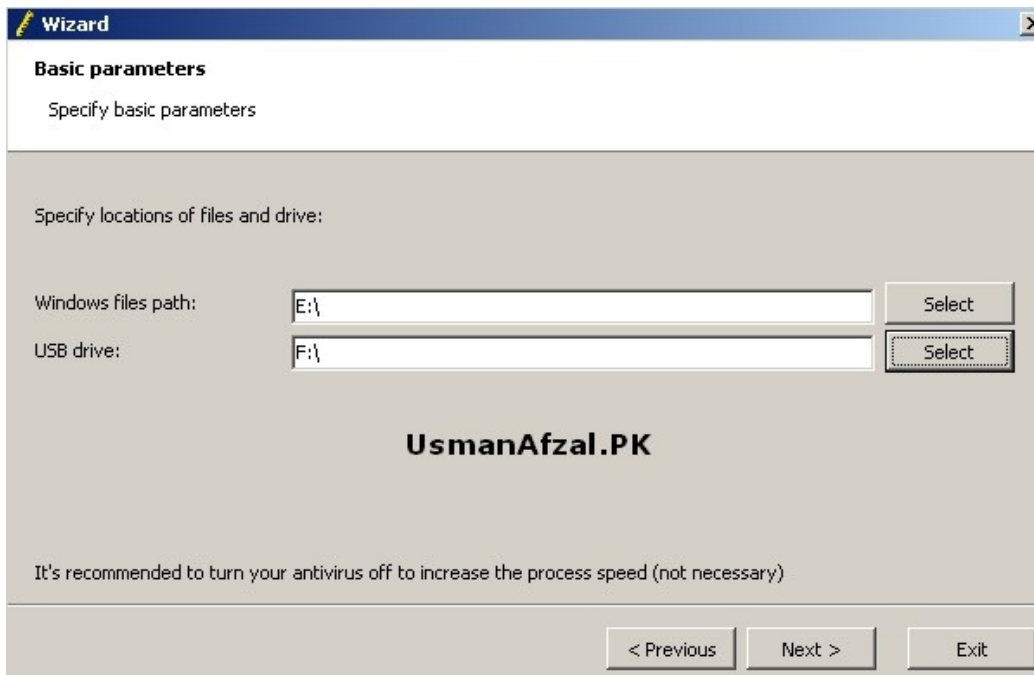 Wizard
Basic parameters
Specify basic parameters
Specify locations of files and drive:
Windows files path: E:\ Select
USB drive: F:\ Select
UsmanAfzal.PK
It's recommended to turn your antivirus off to increase the process speed (not necessary)
< Previous Next > Exit